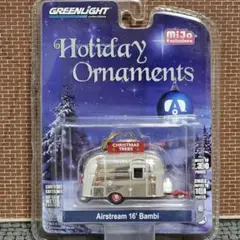 GREENLIGHT
mijo
Exclusives
Holiday
Ornaments
CHRISTMAS
TREES
Airstream 16' Bambi